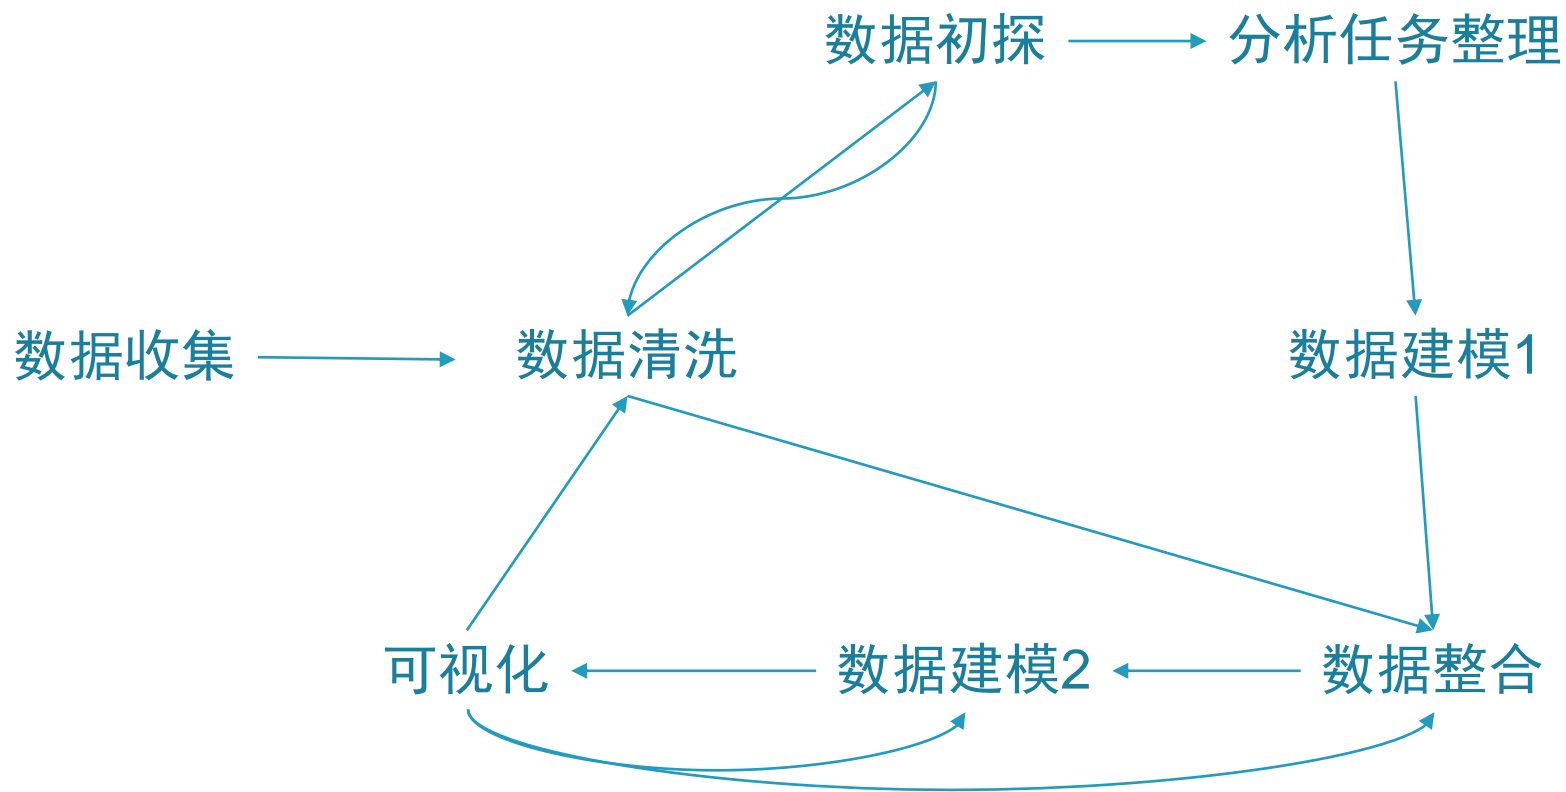 数据初探
分析任务整理
数据收集
数据清洗
数据建模1
可视化
数据建模2
数据整合